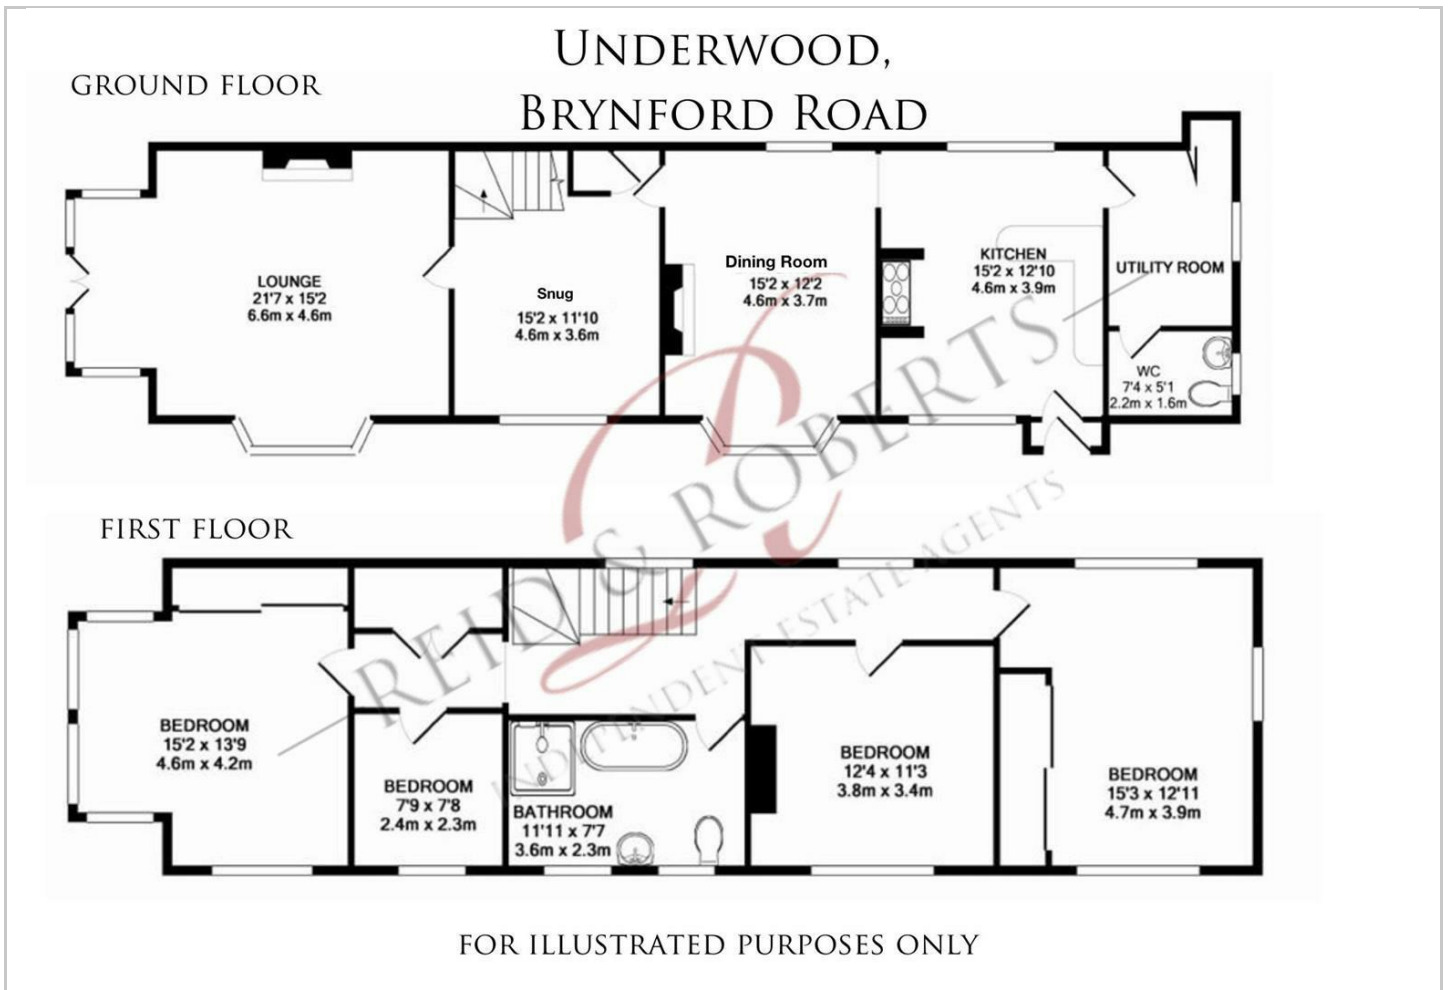 UNDERWOOD,
BRYNFORD ROAD
GROUND FLOOR
LOUNGE
21'7 x 15'2
6.6m x 4.6m
Snug
15'2 x 11'10
4.6m x 3.6m
Dining Room
15'2 x 12'2
4.6m x 3.7m
KITCHEN
15'2 x 12'10
4.6m x 3.9m
UTILITY ROOM
WC
7'4 x 5'1
2.2m x 1.6m
REID & ROBERTS
INDEPENDENT ESTATE AGENTS
FIRST FLOOR
BEDROOM
15'2 x 13'9
4.6m x 4.2m
BEDROOM
7'9 x 7'8
2.4m x 2.3m
BATHROOM
11'11 x 7'7
3.6m x 2.3m
BEDROOM
12'4 x 11'3
3.8m x 3.4m
BEDROOM
15'3 x 12'11
4.7m x 3.9m
FOR ILLUSTRATED PURPOSES ONLY